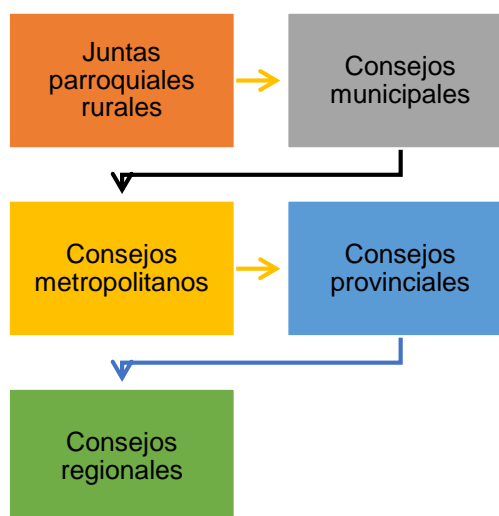 Juntas
parroquiales
rurales
Consejos
municipales
Consejos
metropolitanos
Consejos
provinciales
Consejos
regionales